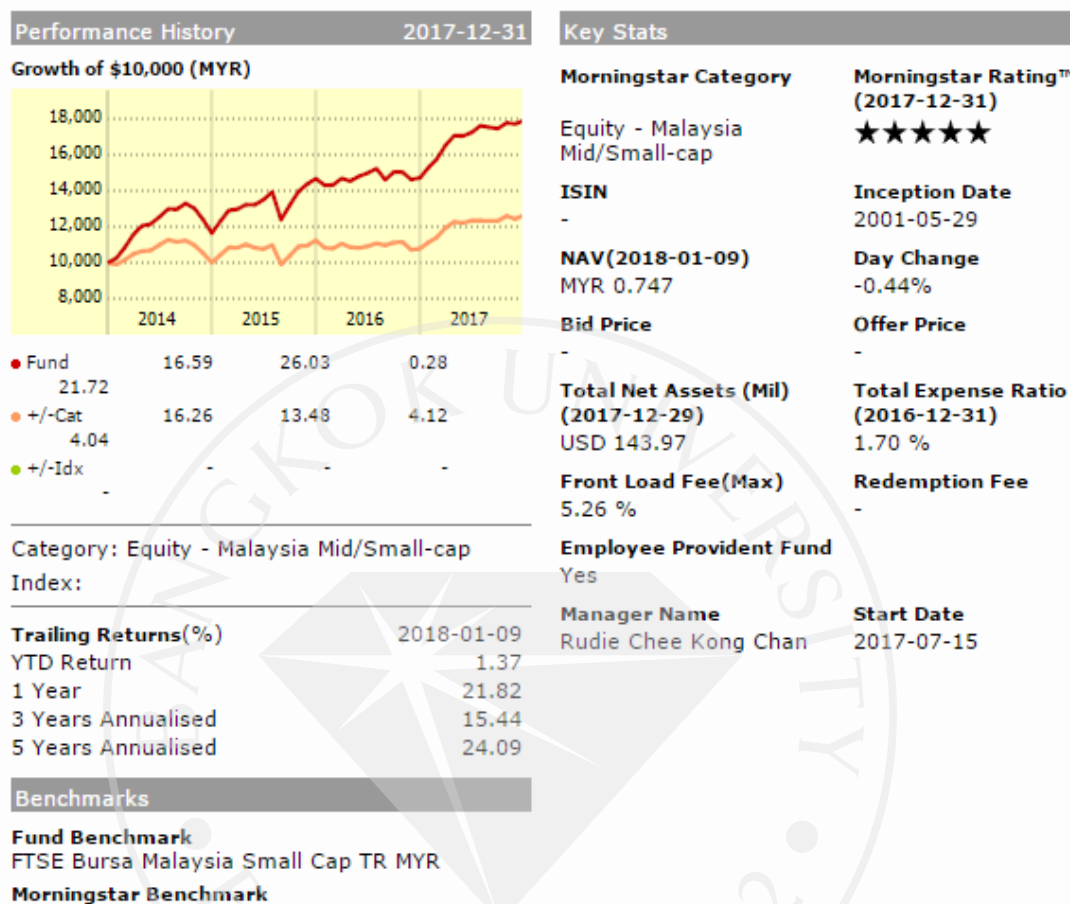 Performance History 2017-12-31
Growth of $10,000 (MYR)
18,000
16,000
14,000
12,000
10,000
8,000
2014 2015 2016 2017
Fund 16.59 26.03 0.28
21.72
+/-Cat 16.26 13.48 4.12
4.04
+/-Idx - - -
-
Category: Equity - Malaysia Mid/Small-cap
Index:
Trailing Returns(%) 2018-01-09
YTD Return 1.37
1 Year 21.82
3 Years Annualised 15.44
5 Years Annualised 24.09
Benchmarks
Fund Benchmark
FTSE Bursa Malaysia Small Cap TR MYR
Morningstar Benchmark
Key Stats
Morningstar Category Morningstar Rating™
(2017-12-31)
Equity - Malaysia ★★★★★
Mid/Small-cap
ISIN Inception Date
- 2001-05-29
NAV(2018-01-09) Day Change
MYR 0.747 -0.44%
Bid Price Offer Price
- -
Total Net Assets (Mil) Total Expense Ratio
(2017-12-29) (2016-12-31)
USD 143.97 1.70 %
Front Load Fee(Max) Redemption Fee
5.26 % -
Employee Provident Fund
Yes
Manager Name Start Date
Rudie Chee Kong Chan 2017-07-15
BANGKOK UNIVERSITY